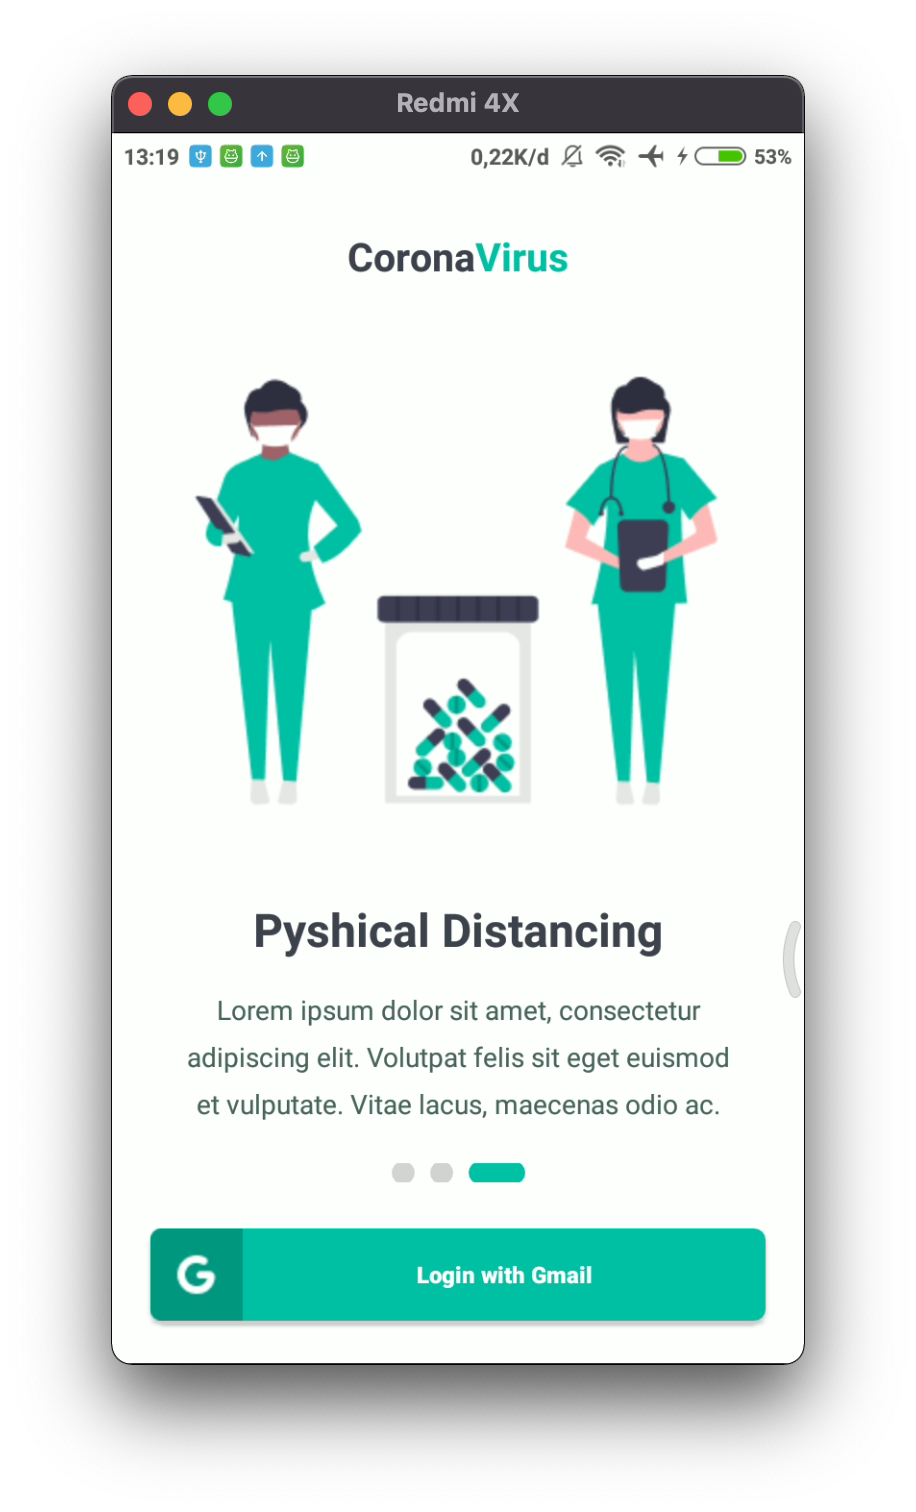 Redmi 4X
13:19 0,22K/d 53%
CoronaVirus
Pyshical Distancing
Lorem ipsum dolor sit amet, consectetur
adipiscing elit. Volutpat felis sit eget euismod
et vulputate. Vitae lacus, maecenas odio ac.
G Login with Gmail